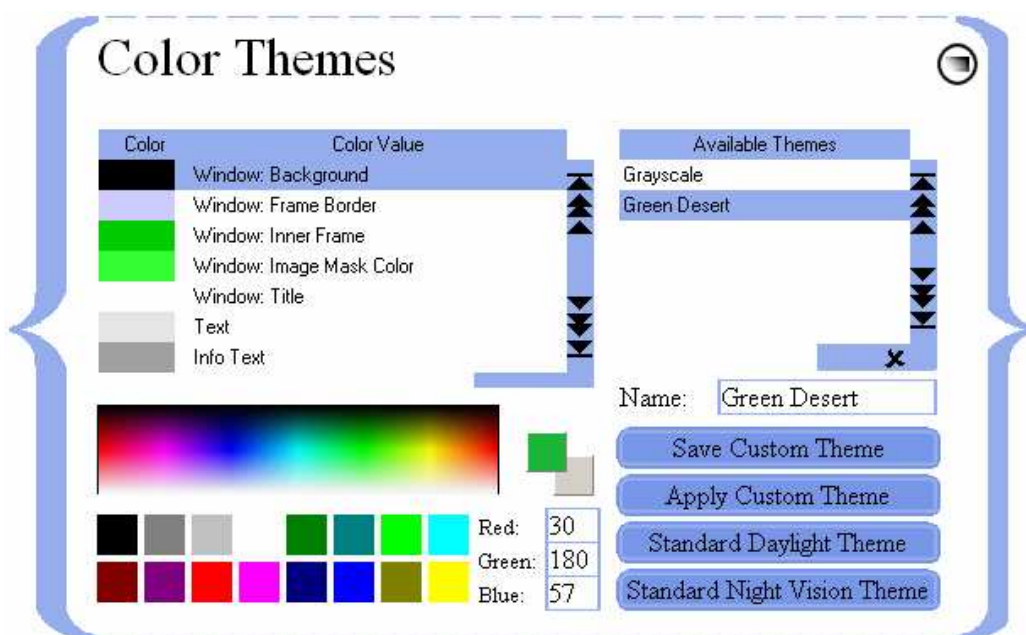 Color Themes
Color Color Value
Window: Background
Window: Frame Border
Window: Inner Frame
Window: Image Mask Color
Window: Title
Text
Info Text
Available Themes
Grayscale
Green Desert
Name: Green Desert
Save Custom Theme
Apply Custom Theme
Standard Daylight Theme
Standard Night Vision Theme
Red: 30
Green: 180
Blue: 57